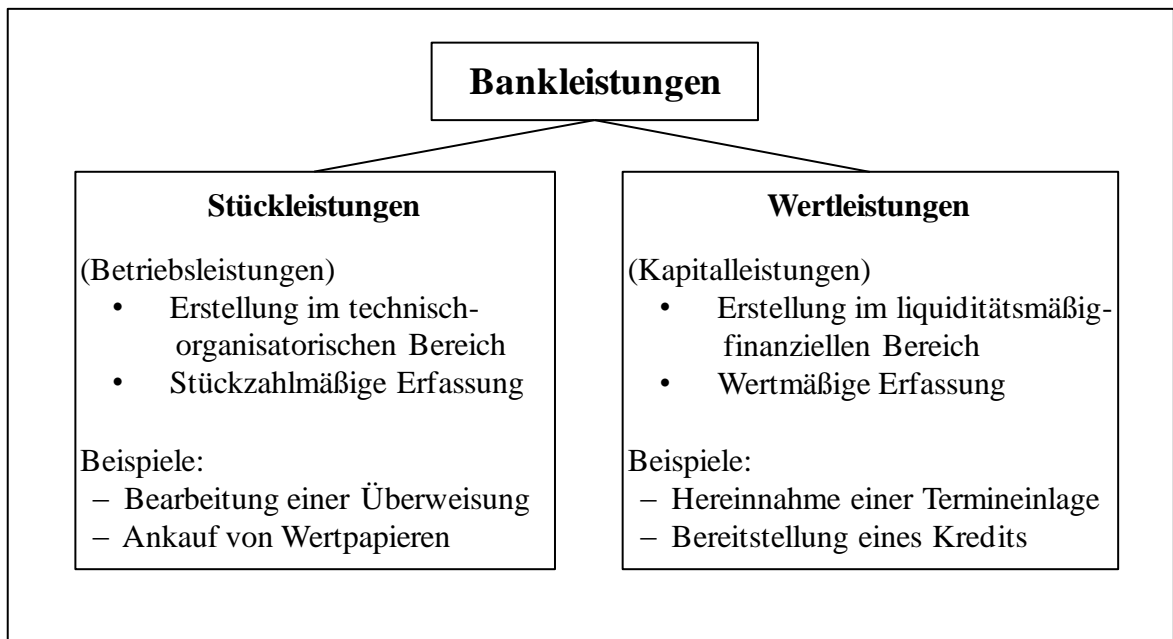 Bankleistungen
Stückleistungen
(Betriebsleistungen)
• Erstellung im technisch-
organisatorischen Bereich
• Stückzahlmäßige Erfassung
Beispiele:
– Bearbeitung einer Überweisung
– Ankauf von Wertpapieren
Wertleistungen
(Kapitalleistungen)
• Erstellung im liquiditätsmäßig-
finanziellen Bereich
• Wertmäßige Erfassung
Beispiele:
– Hereinnahme einer Termineinlage
– Bereitstellung eines Kredits